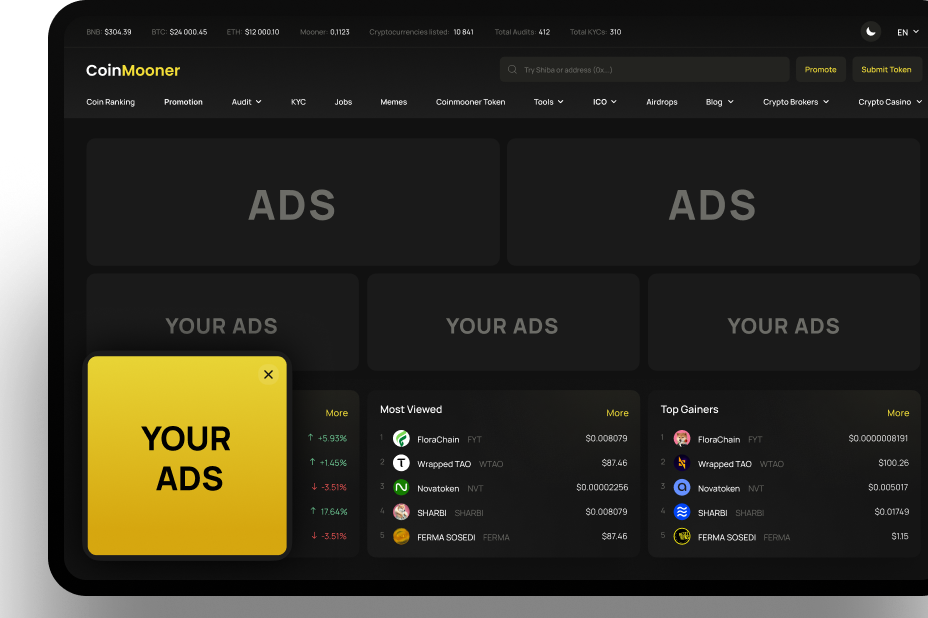 BNB: $304.39 BTC: $24 000.45 ETH: $12 000.10 Mooner: 0,1123 Cryptocurrencies listed: 10 841 Total Audits: 412 Total KYCs: 310 EN
CoinMooner Try Shiba or address (0x...) Promote Submit Token
Coin Ranking Promotion Audit KYC Jobs Memes Coinmooner Token Tools ICO Airdrops Blog Crypto Brokers Crypto Casino
ADS ADS
YOUR ADS YOUR ADS YOUR ADS
YOUR
ADS
More
↑ +5.93%
↑ +1.45%
↓ -3.51%
↑ 17.64%
↓ -3.51%
Most Viewed More
1 FloraChain FYT $0.008079
2 Wrapped TAO WTAO $87.46
3 Novatoken NVT $0.00002256
4 SHARBI SHARBI $0.008079
5 FERMA SOSEDI FERMA $87.46
Top Gainers More
1 FloraChain FYT $0.0000008191
2 Wrapped TAO WTAO $100.26
3 Novatoken NVT $0.005017
4 SHARBI SHARBI $0.01749
5 FERMA SOSEDI FERMA $1.15